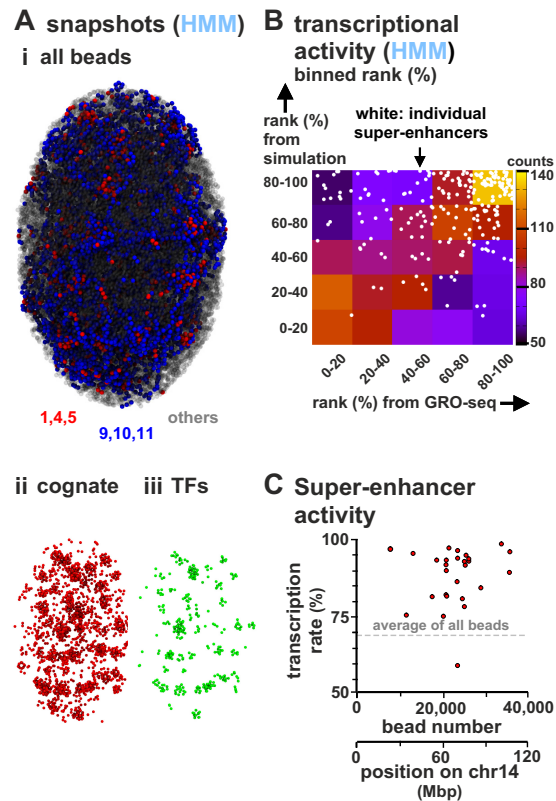 A snapshots (HMM)
i all beads
1,4,5
9,10,11
others
B transcriptional
activity (HMM)
binned rank (%)
rank (%)
from
simulation
white: individual
super-enhancers
counts
80-100
60-80
40-60
20-40
0-20
140
110
80
50
0-20
20-40
40-60
60-80
80-100
rank (%) from GRO-seq
ii cognate
iii TFs
C Super-enhancer
activity
transcription
rate (%)
100
75
50
average of all beads
0
20,000
40,000
bead number
0
60
120
position on chr14
(Mbp)